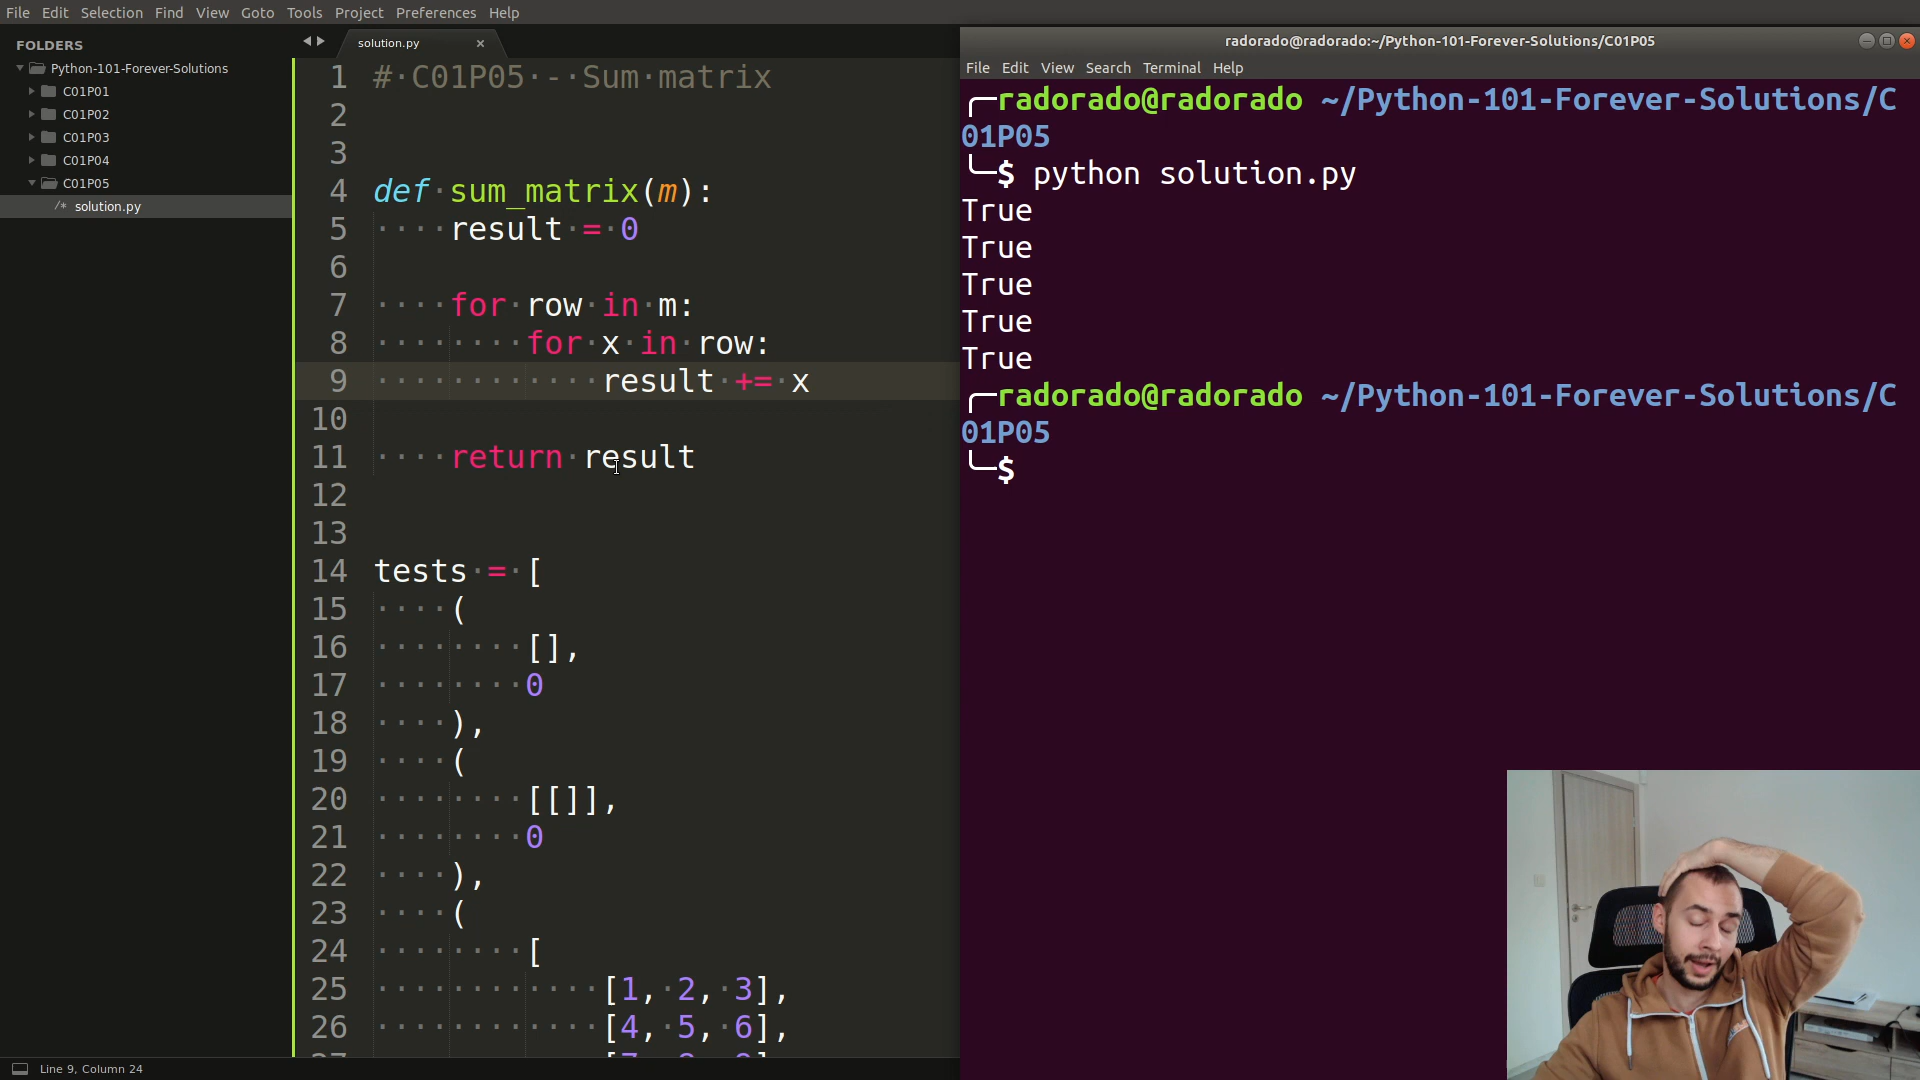 File Edit Selection Find View Goto Tools Project Preferences Help
FOLDERS
Python-101-Forever-Solutions
C01P01
C01P02
C01P03
C01P04
C01P05
/* solution.py
solution.py ×
1 # C01P05 - Sum matrix
2
3
4 def sum_matrix(m):
5 result = 0
6
7 for row in m:
8 for x in row:
9 result += x
10
11 return result
12
13
14 tests = [
15 (
16 [],
17 0
18 ),
19 (
20 [[]],
21 0
22 ),
23 (
24 [
25 [1, 2, 3],
26 [4, 5, 6],
Line 9, Column 24
radorado@radorado:~/Python-101-Forever-Solutions/C01P05
File Edit View Search Terminal Help
radorado@radorado ~/Python-101-Forever-Solutions/C
01P05
$ python solution.py
True
True
True
True
True
radorado@radorado ~/Python-101-Forever-Solutions/C
01P05
$